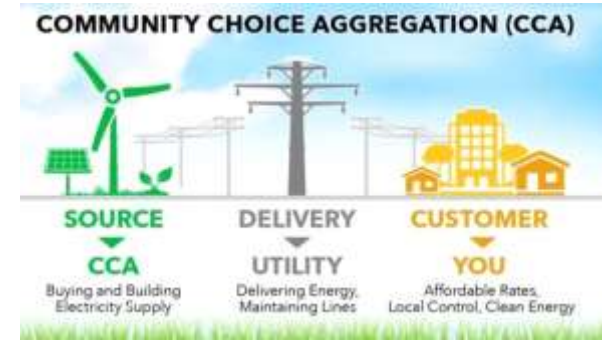 COMMUNITY CHOICE AGGREGATION (CCA)
SOURCE
CCA
Buying and Building
Electricity Supply
DELIVERY
UTILITY
Delivering Energy,
Maintaining Lines
CUSTOMER
YOU
Affordable Rates,
Local Control, Clean Energy